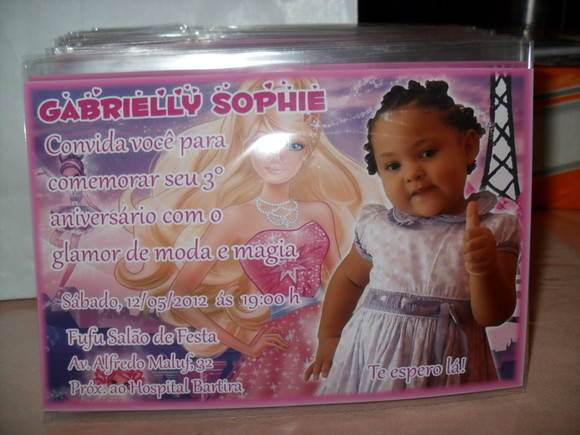 GABRIELLY SOPHIE
Convida você para
comemorar seu 3º
aniversário com o
glamor de moda e magia
Sábado, 12/05/2012 ás 19:00 h
Fufu Salão de Festa
Av. Alfredo Maluf, 32
Próx. ao Hospital Bartira
Te espero lá!